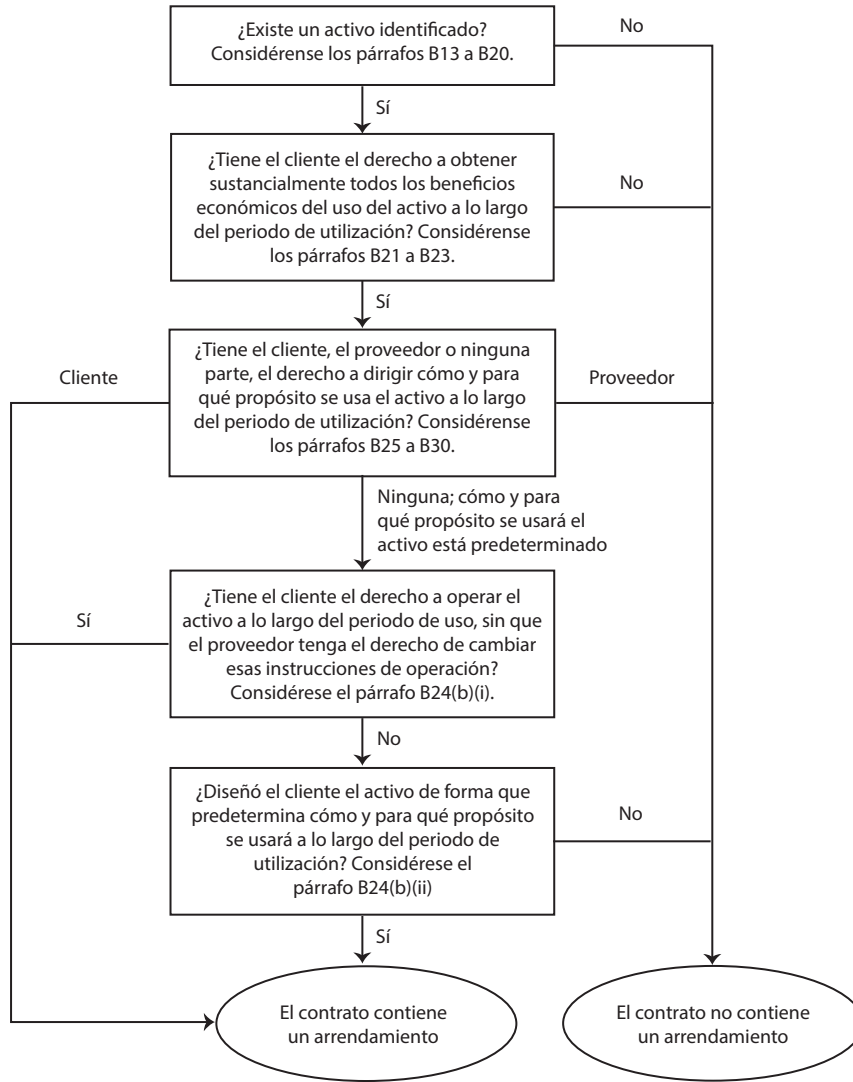 ¿Existe un activo identificado?
Considérense los párrafos B13 a B20.
No
Sí
¿Tiene el cliente el derecho a obtener
sustancialmente todos los beneficios
económicos del uso del activo a lo largo
del periodo de utilización? Considérense
los párrafos B21 a B23.
No
Sí
¿Tiene el cliente, el proveedor o ninguna
parte, el derecho a dirigir cómo y para
qué propósito se usa el activo a lo largo
del periodo de utilización? Considérense
los párrafos B25 a B30.
Cliente
Proveedor
Ninguna; cómo y para
qué propósito se usará el
activo está predeterminado
¿Tiene el cliente el derecho a operar el
activo a lo largo del periodo de uso, sin que
el proveedor tenga el derecho de cambiar
esas instrucciones de operación?
Considérese el párrafo B24(b)(i).
Sí
No
¿Diseñó el cliente el activo de forma que
predetermina cómo y para qué propósito
se usará a lo largo del periodo de
utilización? Considérese el
párrafo B24(b)(ii)
No
Sí
El contrato contiene
un arrendamiento
El contrato no contiene
un arrendamiento